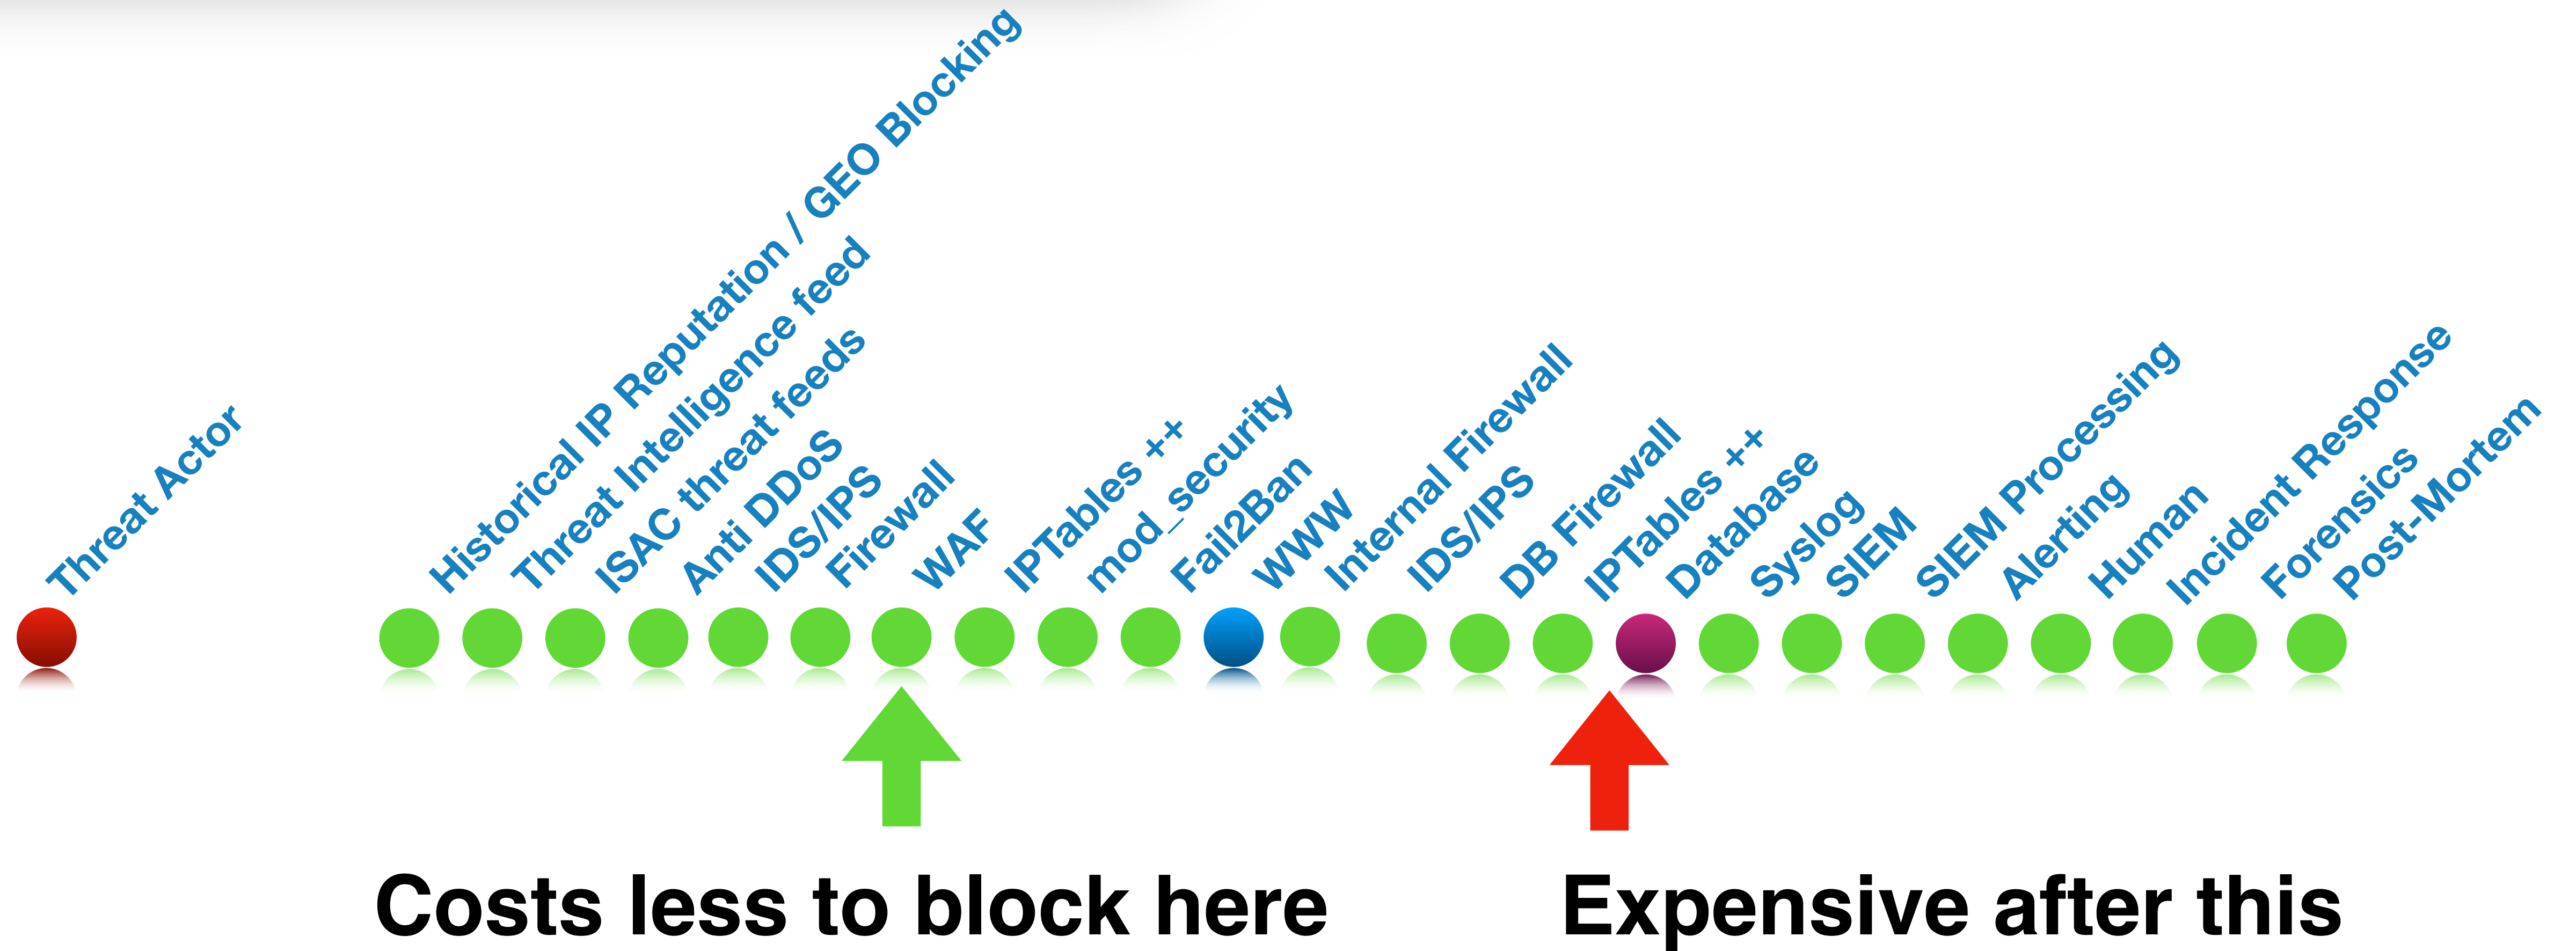 Threat Actor
Historical IP Reputation / GEO Blocking
Threat Intelligence feed
ISAC threat feeds
Anti DDoS
IDS/IPS
Firewall
WAF
IPTables ++
mod_security
Fail2Ban
WWW
Internal Firewall
IDS/IPS
DB Firewall
IPTables ++
Database
Syslog
SIEM
SIEM Processing
Alerting
Human
Incident Response
Forensics
Post-Mortem
Costs less to block here
Expensive after this